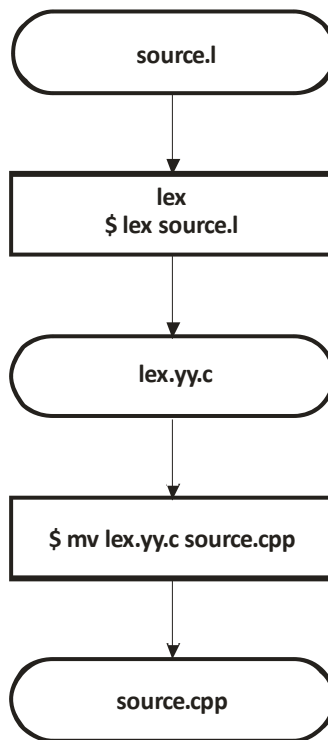 source.l
lex
$ lex source.l
lex.yy.c
$ mv lex.yy.c source.cpp
source.cpp